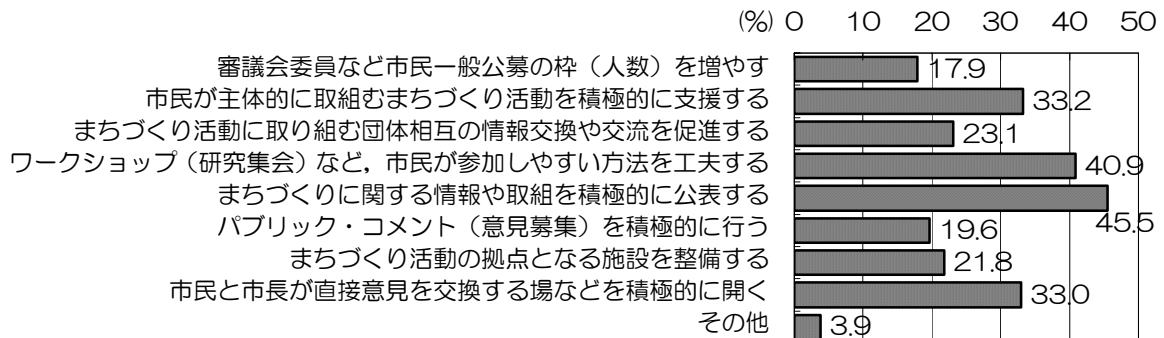 (%) 0 10 20 30 40 50
審議会委員など市民一般公募の枠（人数）を増やす 17.9
市民が主体的に取組むまちづくり活動を積極的に支援する 33.2
まちづくり活動に取り組む団体相互の情報交換や交流を促進する 23.1
ワークショップ（研究集会）など，市民が参加しやすい方法を工夫する 40.9
まちづくりに関する情報や取組を積極的に公表する 45.5
パブリック・コメント（意見募集）を積極的に行う 19.6
まちづくり活動の拠点となる施設を整備する 21.8
市民と市長が直接意見を交換する場などを積極的に開く 33.0
その他 3.9